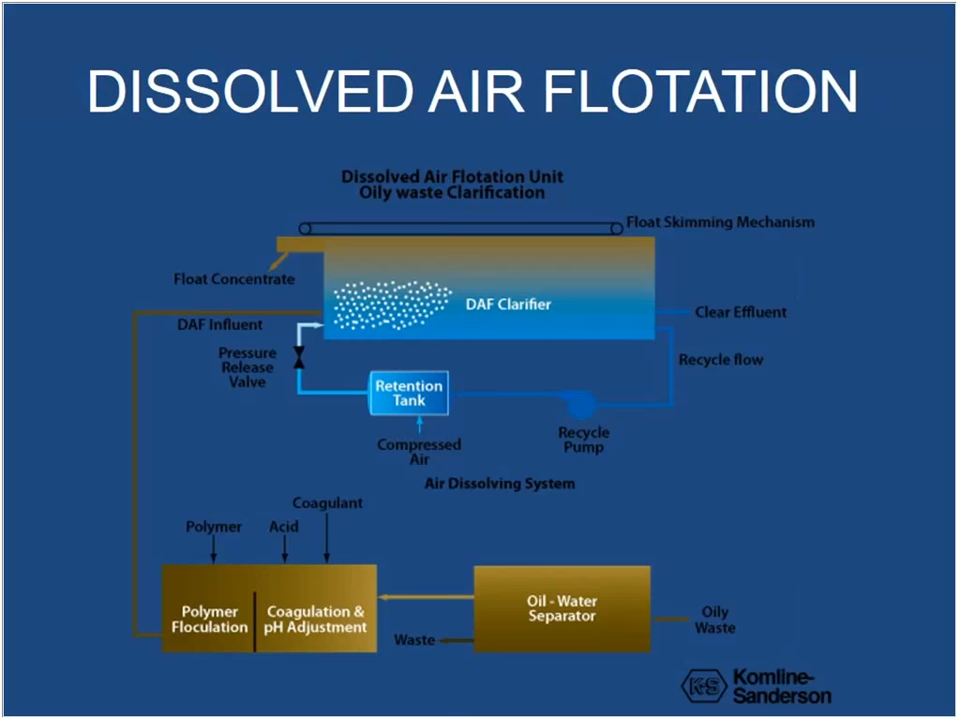 DISSOLVED AIR FLOTATION
Dissolved Air Flotation Unit
Oily waste Clarification
Float Skimming Mechanism
Float Concentrate
DAF Clarifier
DAF Influent
Clear Effluent
Pressure
Release
Valve
Recycle flow
Retention
Tank
Compressed
Air
Recycle
Pump
Air Dissolving System
Coagulant
Polymer
Acid
Polymer
Floculation
Coagulation &
pH Adjustment
Oil - Water
Separator
Oily
Waste
Waste
K-S
Komline-
Sanderson